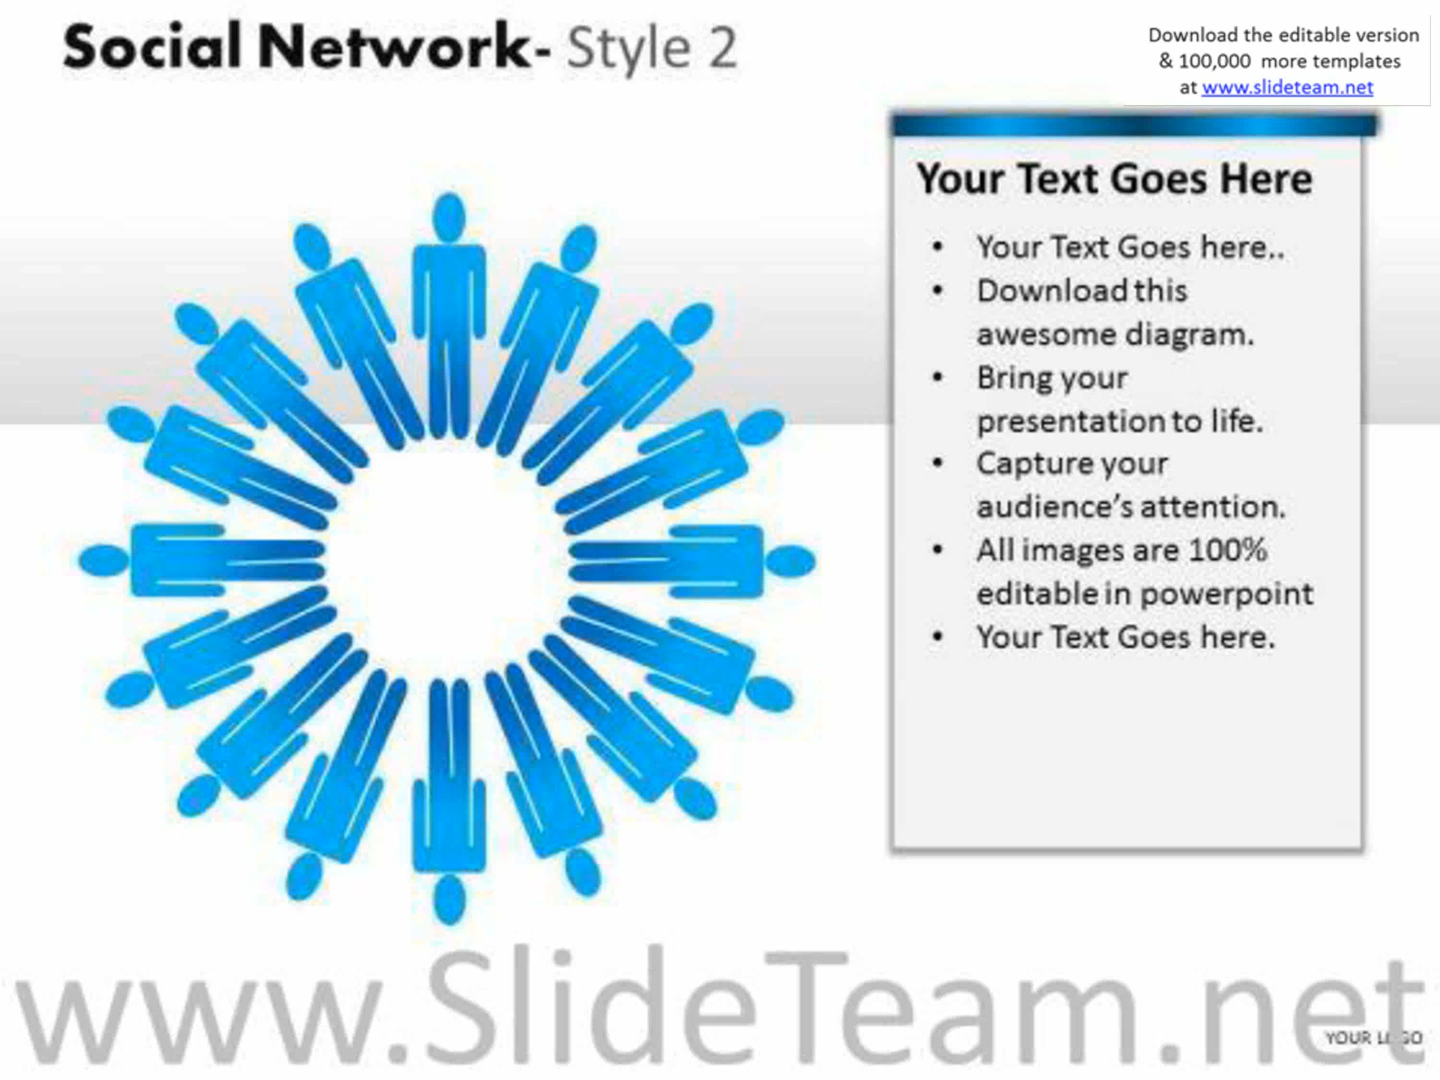 Social Network- Style 2
Download the editable version
& 100,000 more templates
at www.slideteam.net
Your Text Goes Here
• Your Text Goes here..
• Download this
awesome diagram.
• Bring your
presentation to life.
• Capture your
audience's attention.
• All images are 100%
editable in powerpoint
• Your Text Goes here.
www.SlideTeam.net
YOUR LOGO